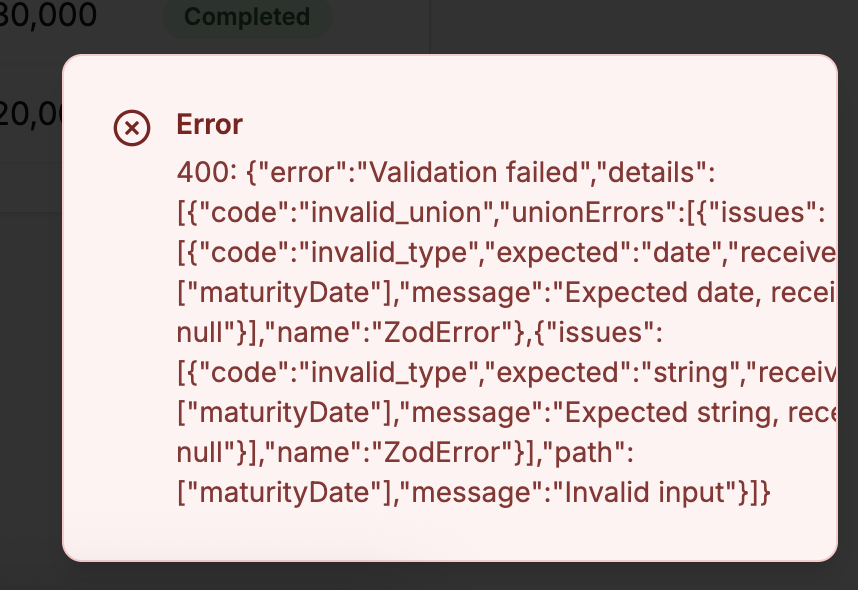 30,000
Completed
20,00
Error
400: {"error":"Validation failed","details":
[{"code":"invalid_union","unionErrors":[{"issues":
[{"code":"invalid_type","expected":"date","receive
["maturityDate"],"message":"Expected date, recei
null"}],"name":"ZodError"},{"issues":
[{"code":"invalid_type","expected":"string","receiv
["maturityDate"],"message":"Expected string, rece
null"}],"name":"ZodError"}],"path":
["maturityDate"],"message":"Invalid input"}]}